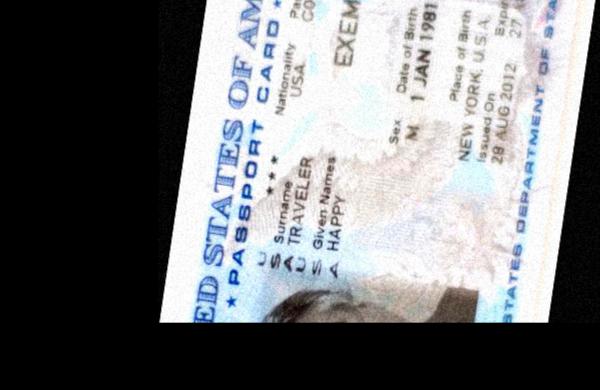 ED STATES OF AM
★ PASSPORT CARD ★
USA
★ ★ ★
Nationality
USA
Pa
CO
Surname
TRAVELER
Given Names
HAPPY
EXEM
Sex
M
Date of Birth
1 JAN 1981
Place of Birth
NEW YORK, U.S.A.
Issued On
28 AUG 2012
Expir
27
STATES DEPARTMENT OF STA